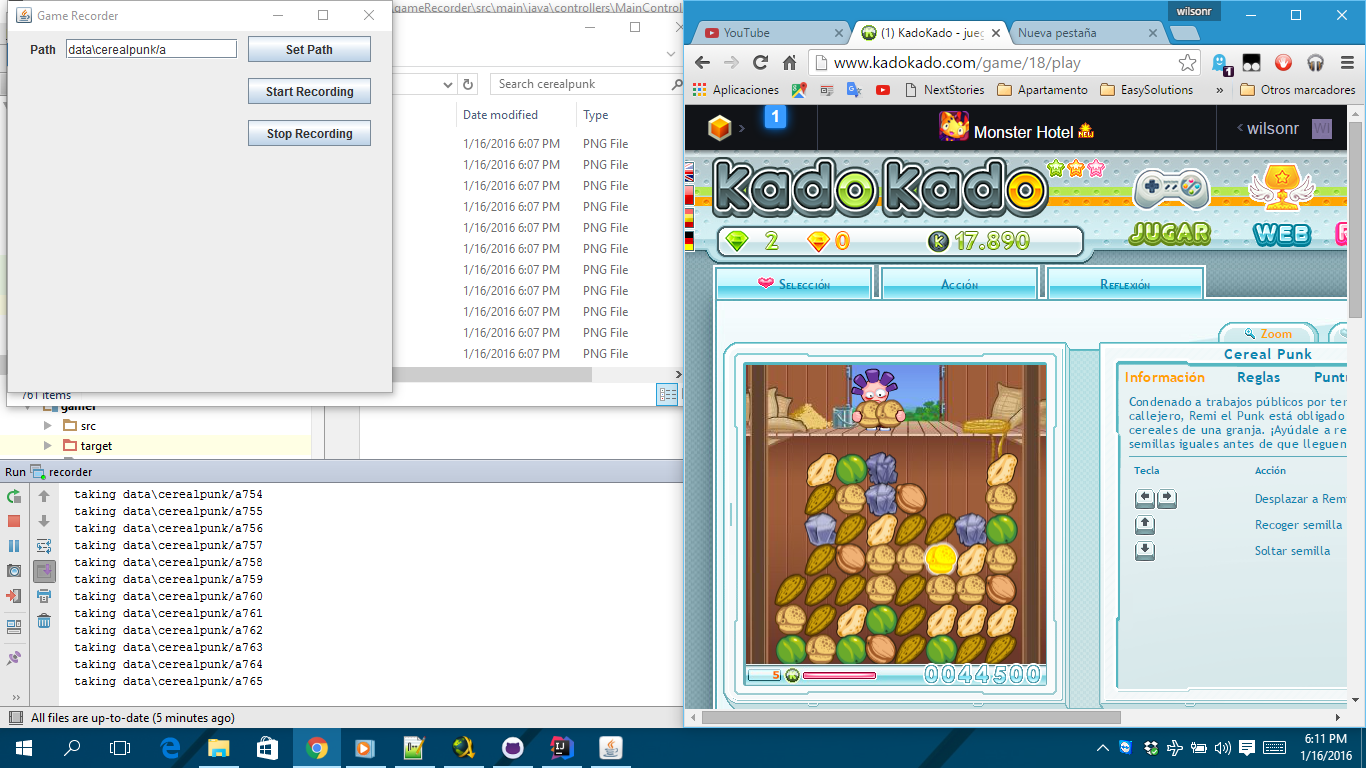 Game Recorder
Path data\cerealpunk/a Set Path
Start Recording
Stop Recording
gameRecorder\src\main\java\controllers\MainControl
Search cerealpunk
Date modified Type
1/16/2016 6:07 PM PNG File
1/16/2016 6:07 PM PNG File
1/16/2016 6:07 PM PNG File
1/16/2016 6:07 PM PNG File
1/16/2016 6:07 PM PNG File
1/16/2016 6:07 PM PNG File
1/16/2016 6:07 PM PNG File
1/16/2016 6:07 PM PNG File
1/16/2016 6:07 PM PNG File
1/16/2016 6:07 PM PNG File
1/16/2016 6:07 PM PNG File
761 items
gamer
src
target
Run recorder
taking data\cerealpunk/a754
taking data\cerealpunk/a755
taking data\cerealpunk/a756
taking data\cerealpunk/a757
taking data\cerealpunk/a758
taking data\cerealpunk/a759
taking data\cerealpunk/a760
taking data\cerealpunk/a761
taking data\cerealpunk/a762
taking data\cerealpunk/a763
taking data\cerealpunk/a764
taking data\cerealpunk/a765
All files are up-to-date (5 minutes ago)
wilsonr
YouTube (1) KadoKado - jueg Nueva pestaña
www.kadokado.com/game/18/play
1
Aplicaciones NextStories Apartamento EasySolutions » Otros marcadores
1 Monster Hotel NEW wilsonr WI
KadoKado
2 0 K 17.890
JUGAR WEB R
Selección Acción Reflexión
Zoom
Cereal Punk
Información Reglas Puntu
Condenado a trabajos públicos por ter
callejero, Remi el Punk está obligado
cereales de una granja. ¡Ayúdale a re
semillas iguales antes de que lleguen
Tecla Acción
Desplazar a Rem
Recoger semilla
Soltar semilla
5 0044500
6:11 PM
1/16/2016